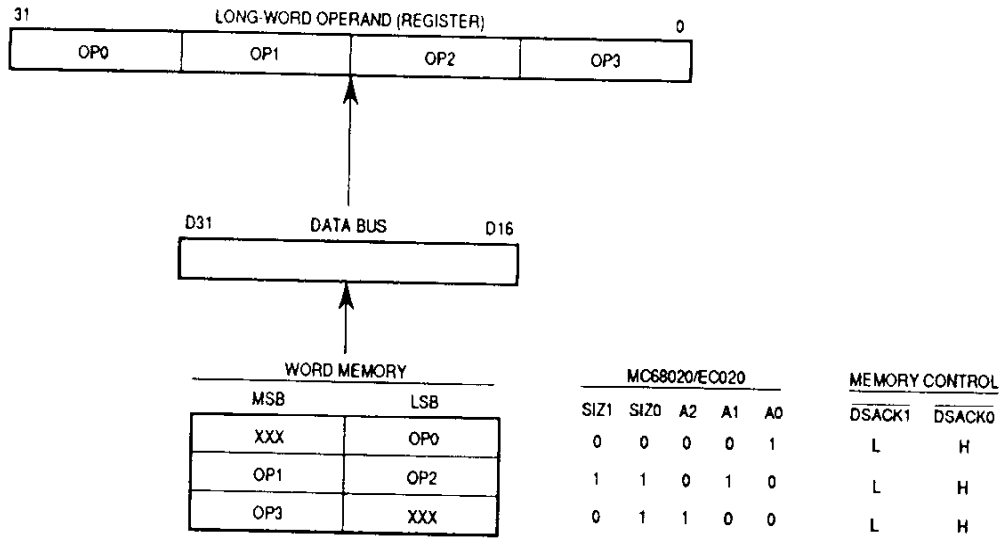 31 LONG-WORD OPERAND (REGISTER) 0
OP0 OP1 OP2 OP3
D31 DATA BUS D16
WORD MEMORY MC68020/EC020 MEMORY CONTROL
MSB LSB SIZ1 SIZ0 A2 A1 A0 DSACK1 DSACK0
XXX OP0 0 0 0 0 1 L H
OP1 OP2 1 1 0 1 0 L H
OP3 XXX 0 1 1 0 0 L H